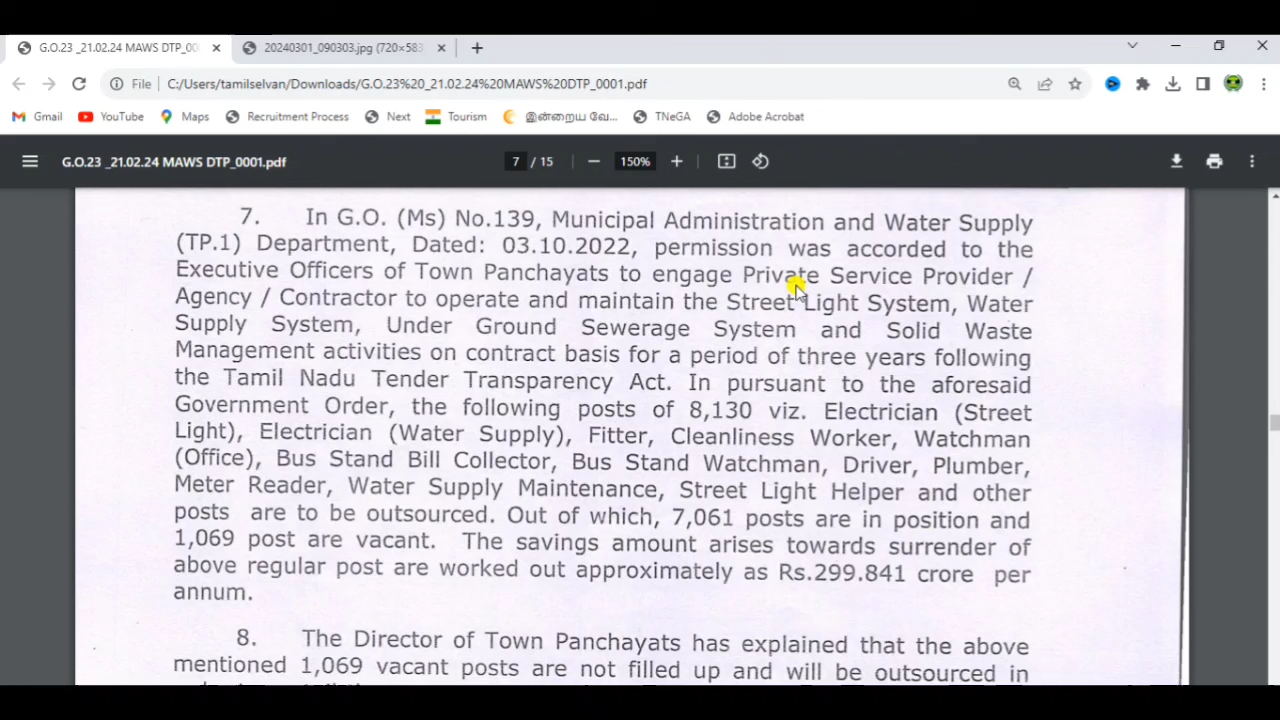 G.O.23 _21.02.24 MAWS DTP_00
20240301_090303.jpg (720×583
File
C:/Users/tamilselvan/Downloads/G.O.23%20_21.02.24%20MAWS%20DTP_0001.pdf
Gmail
YouTube
Maps
Recruitment Process
Next
Tourism
இன்றைய வே...
TNeGA
Adobe Acrobat
G.O.23 _21.02.24 MAWS DTP_0001.pdf
7 / 15
150%
7. In G.O. (Ms) No.139, Municipal Administration and Water Supply
(TP.1) Department, Dated: 03.10.2022, permission was accorded to the
Executive Officers of Town Panchayats to engage Private Service Provider /
Agency / Contractor to operate and maintain the Street Light System, Water
Supply System, Under Ground Sewerage System and Solid Waste
Management activities on contract basis for a period of three years following
the Tamil Nadu Tender Transparency Act. In pursuant to the aforesaid
Government Order, the following posts of 8,130 viz. Electrician (Street
Light), Electrician (Water Supply), Fitter, Cleanliness Worker, Watchman
(Office), Bus Stand Bill Collector, Bus Stand Watchman, Driver, Plumber,
Meter Reader, Water Supply Maintenance, Street Light Helper and other
posts are to be outsourced. Out of which, 7,061 posts are in position and
1,069 post are vacant. The savings amount arises towards surrender of
above regular post are worked out approximately as Rs.299.841 crore per
annum.
8. The Director of Town Panchayats has explained that the above
mentioned 1,069 vacant posts are not filled up and will be outsourced in